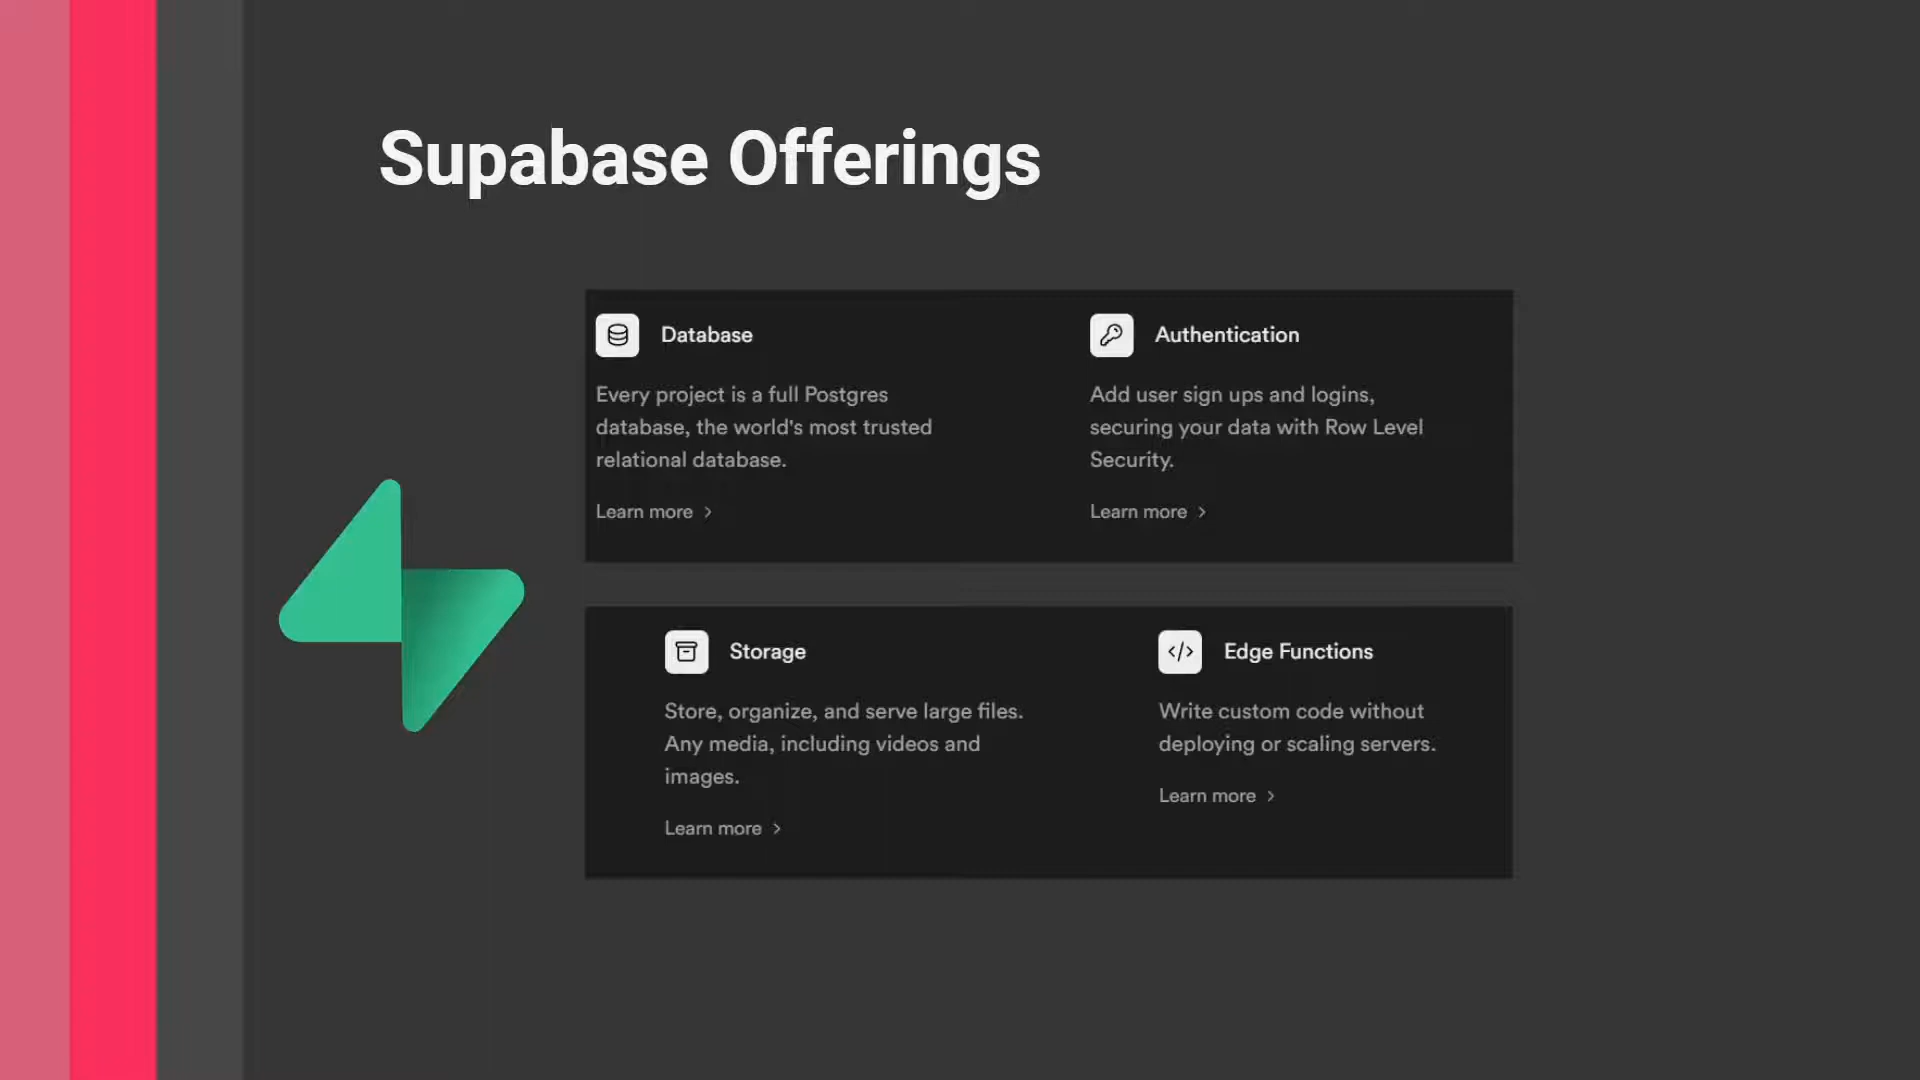 Supabase Offerings
Database
Every project is a full Postgres
database, the world's most trusted
relational database.
Learn more
Authentication
Add user sign ups and logins,
securing your data with Row Level
Security.
Learn more
Storage
Store, organize, and serve large files.
Any media, including videos and
images.
Learn more
Edge Functions
Write custom code without
deploying or scaling servers.
Learn more